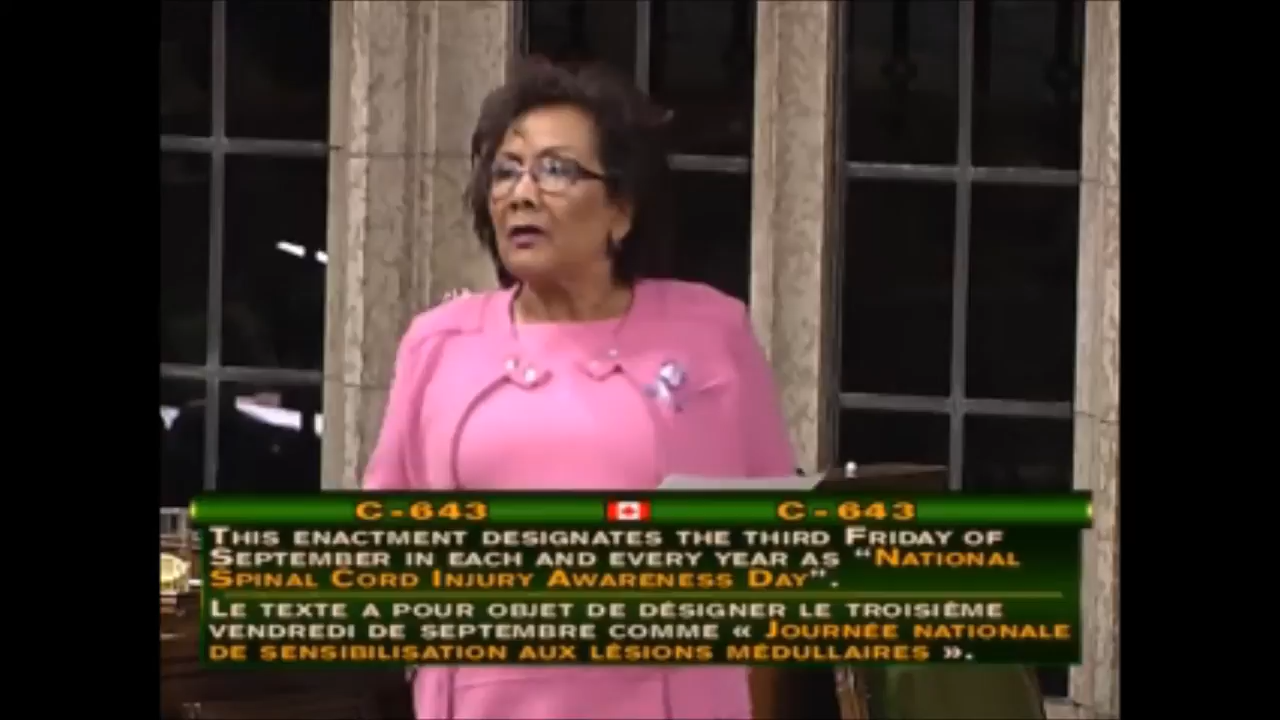 C-643 C-643
THIS ENACTMENT DESIGNATES THE THIRD FRIDAY OF
SEPTEMBER IN EACH AND EVERY YEAR AS “NATIONAL
SPINAL CORD INJURY AWARENESS DAY”.
LE TEXTE A POUR OBJET DE DÉSIGNER LE TROISIÈME
VENDREDI DE SEPTEMBRE COMME « JOURNÉE NATIONALE
DE SENSIBILISATION AUX LÉSIONS MÉDULLAIRES ».